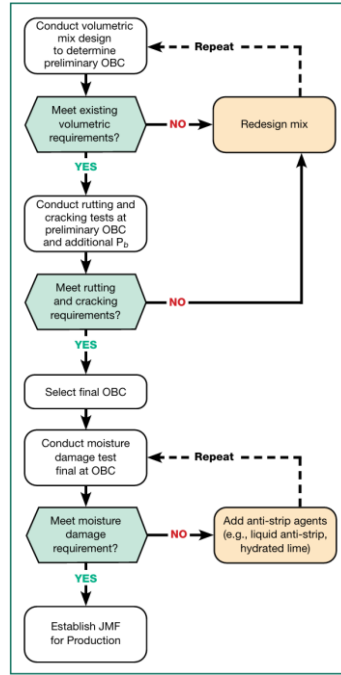 Conduct volumetric
mix design
to determine
preliminary OBC
Repeat
Meet existing
volumetric
requirements?
NO
Redesign mix
YES
Conduct rutting and
cracking tests at
preliminary OBC
and additional Pb
Meet rutting
and cracking
requirements?
NO
YES
Select final OBC
Conduct moisture
damage test
final at OBC
Repeat
Meet moisture
damage
requirement?
NO
Add anti-strip agents
(e.g., liquid anti-strip,
hydrated lime)
YES
Establish JMF
for Production